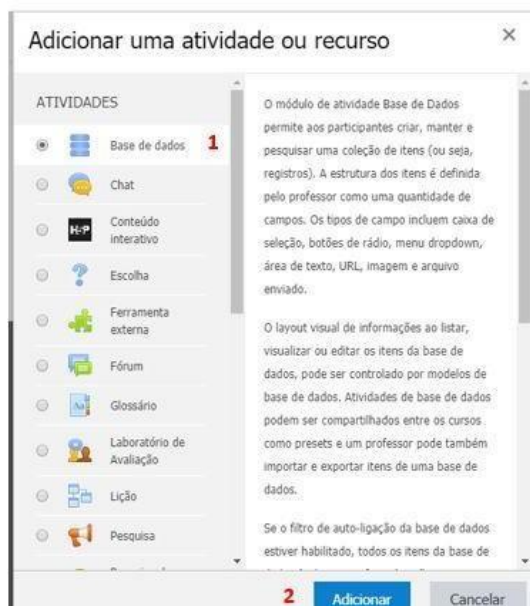 Adicionar uma atividade ou recurso
×
ATIVIDADES
Base de dados 1
Chat
H-P Conteúdo
interativo
Escolha
Ferramenta
externa
Fórum
Glossário
Laboratório de
Avaliação
Lição
Pesquisa
O módulo de atividade Base de Dados
permite aos participantes criar, manter e
pesquisar uma coleção de itens (ou seja,
registros). A estrutura dos itens é definida
pelo professor como uma quantidade de
campos. Os tipos de campo incluem caixa de
seleção, botões de rádio, menu dropdown,
área de texto, URL, imagem e arquivo
enviado.
O layout visual de informações ao listar,
visualizar ou editar os itens da base de
dados, pode ser controlado por modelos de
base de dados. Atividades de base de dados
podem ser compartilhados entre os cursos
como presets e um professor pode também
importar e exportar itens de uma base de
dados.
Se o filtro de auto-ligação da base de dados
estiver habilitado, todos os itens da base de
2 Adicionar Cancelar